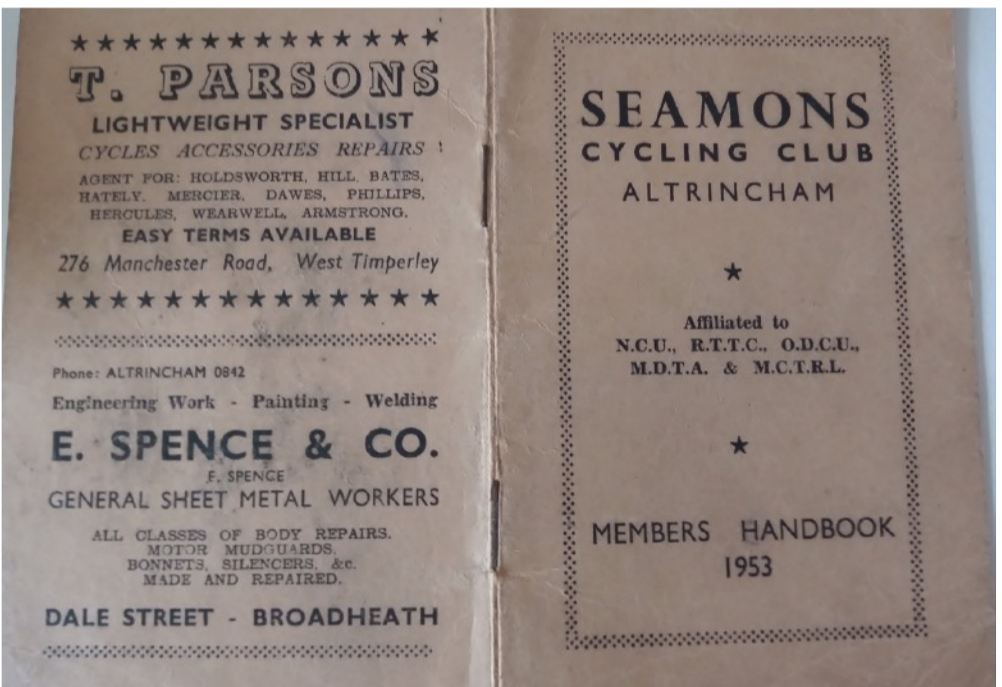 T. PARSONS
LIGHTWEIGHT SPECIALIST
CYCLES ACCESSORIES REPAIRS
AGENT FOR: HOLDSWORTH, HILL, BATES,
HATELY, MERCIER, DAWES, PHILLIPS,
HERCULES, WEARWELL, ARMSTRONG.
EASY TERMS AVAILABLE
276 Manchester Road, West Timperley
Phone: ALTRINCHAM 0842
Engineering Work - Painting - Welding
E. SPENCE & CO.
F. SPENCE
GENERAL SHEET METAL WORKERS
ALL CLASSES OF BODY REPAIRS.
MOTOR MUDGUARDS,
BONNETS, SILENCERS, &c.
MADE AND REPAIRED.
DALE STREET - BROADHEATH
SEAMONS
CYCLING CLUB
ALTRINCHAM
Affiliated to
N.C.U., R.T.T.C., O.D.C.U.,
M.D.T.A. & M.C.T.R.L.
MEMBERS HANDBOOK
1953